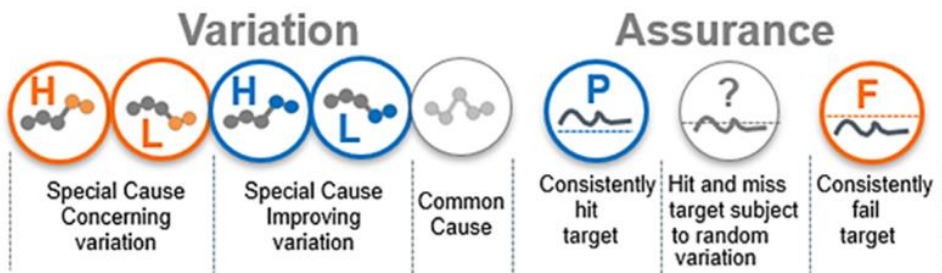 Variation
Assurance
H
L
H
L
P
?
F
Special Cause
Concerning
variation
Special Cause
Improving
variation
Common
Cause
Consistently
hit
target
Hit and miss
target subject
to random
variation
Consistently
fail
target